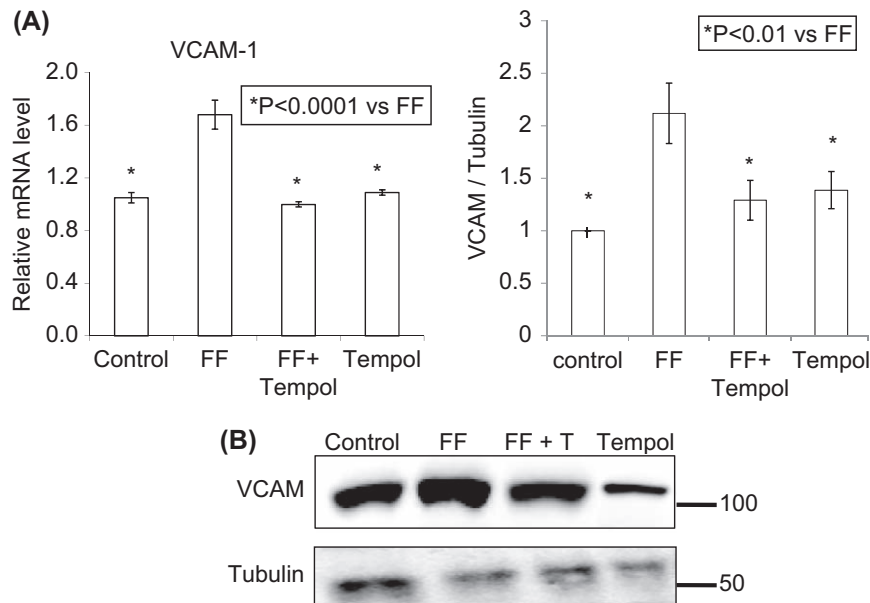 (A)
VCAM-1
*P<0.0001 vs FF
Relative mRNA level
2.0
1.6
1.2
0.8
0.4
0.0
*
*
*
Control FF FF+ Tempol
Tempol
*P<0.01 vs FF
VCAM / Tubulin
3
2.5
2
1.5
1
0.5
0
*
*
*
control FF FF+ Tempol
Tempol
(B)
Control FF FF + T Tempol
VCAM
100
Tubulin
50